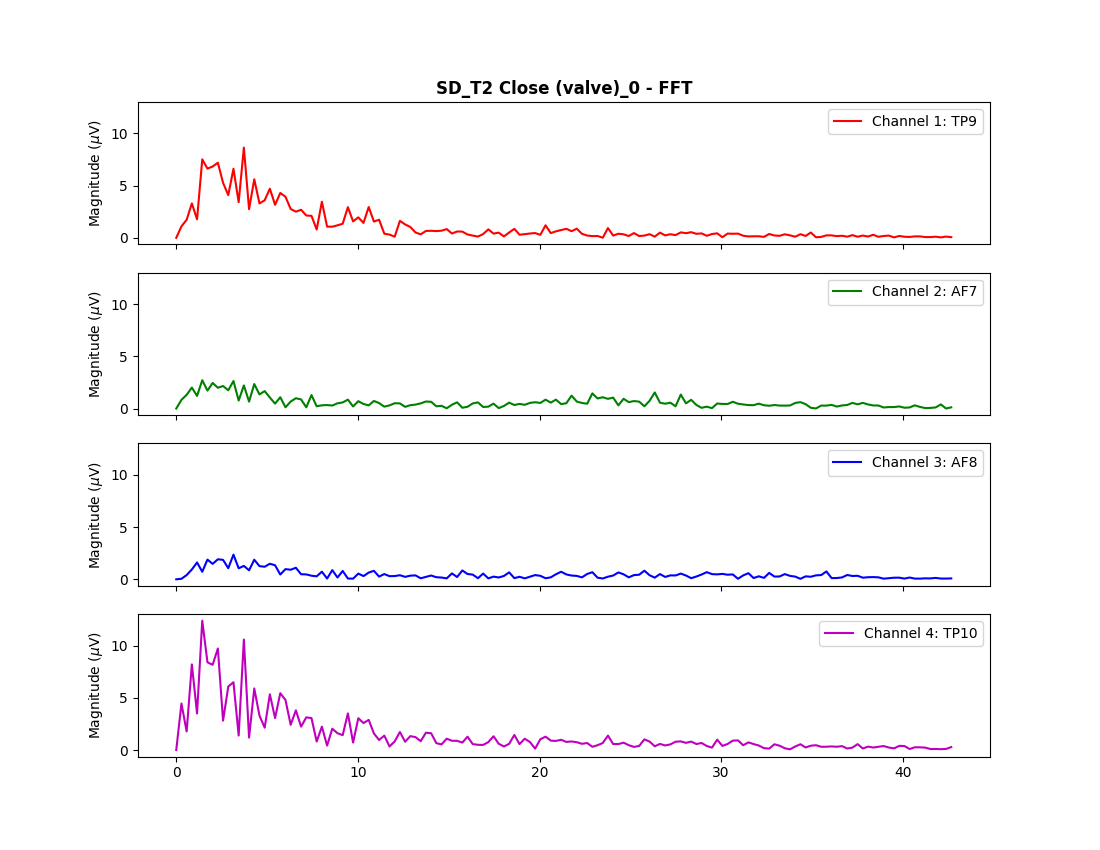 SD_T2 Close (valve)_0 - FFT
Magnitude (μV)
10
5
0
Channel 1: TP9
Magnitude (μV)
10
5
0
Channel 2: AF7
Magnitude (μV)
10
5
0
Channel 3: AF8
Magnitude (μV)
10
5
0
Channel 4: TP10
0 10 20 30 40